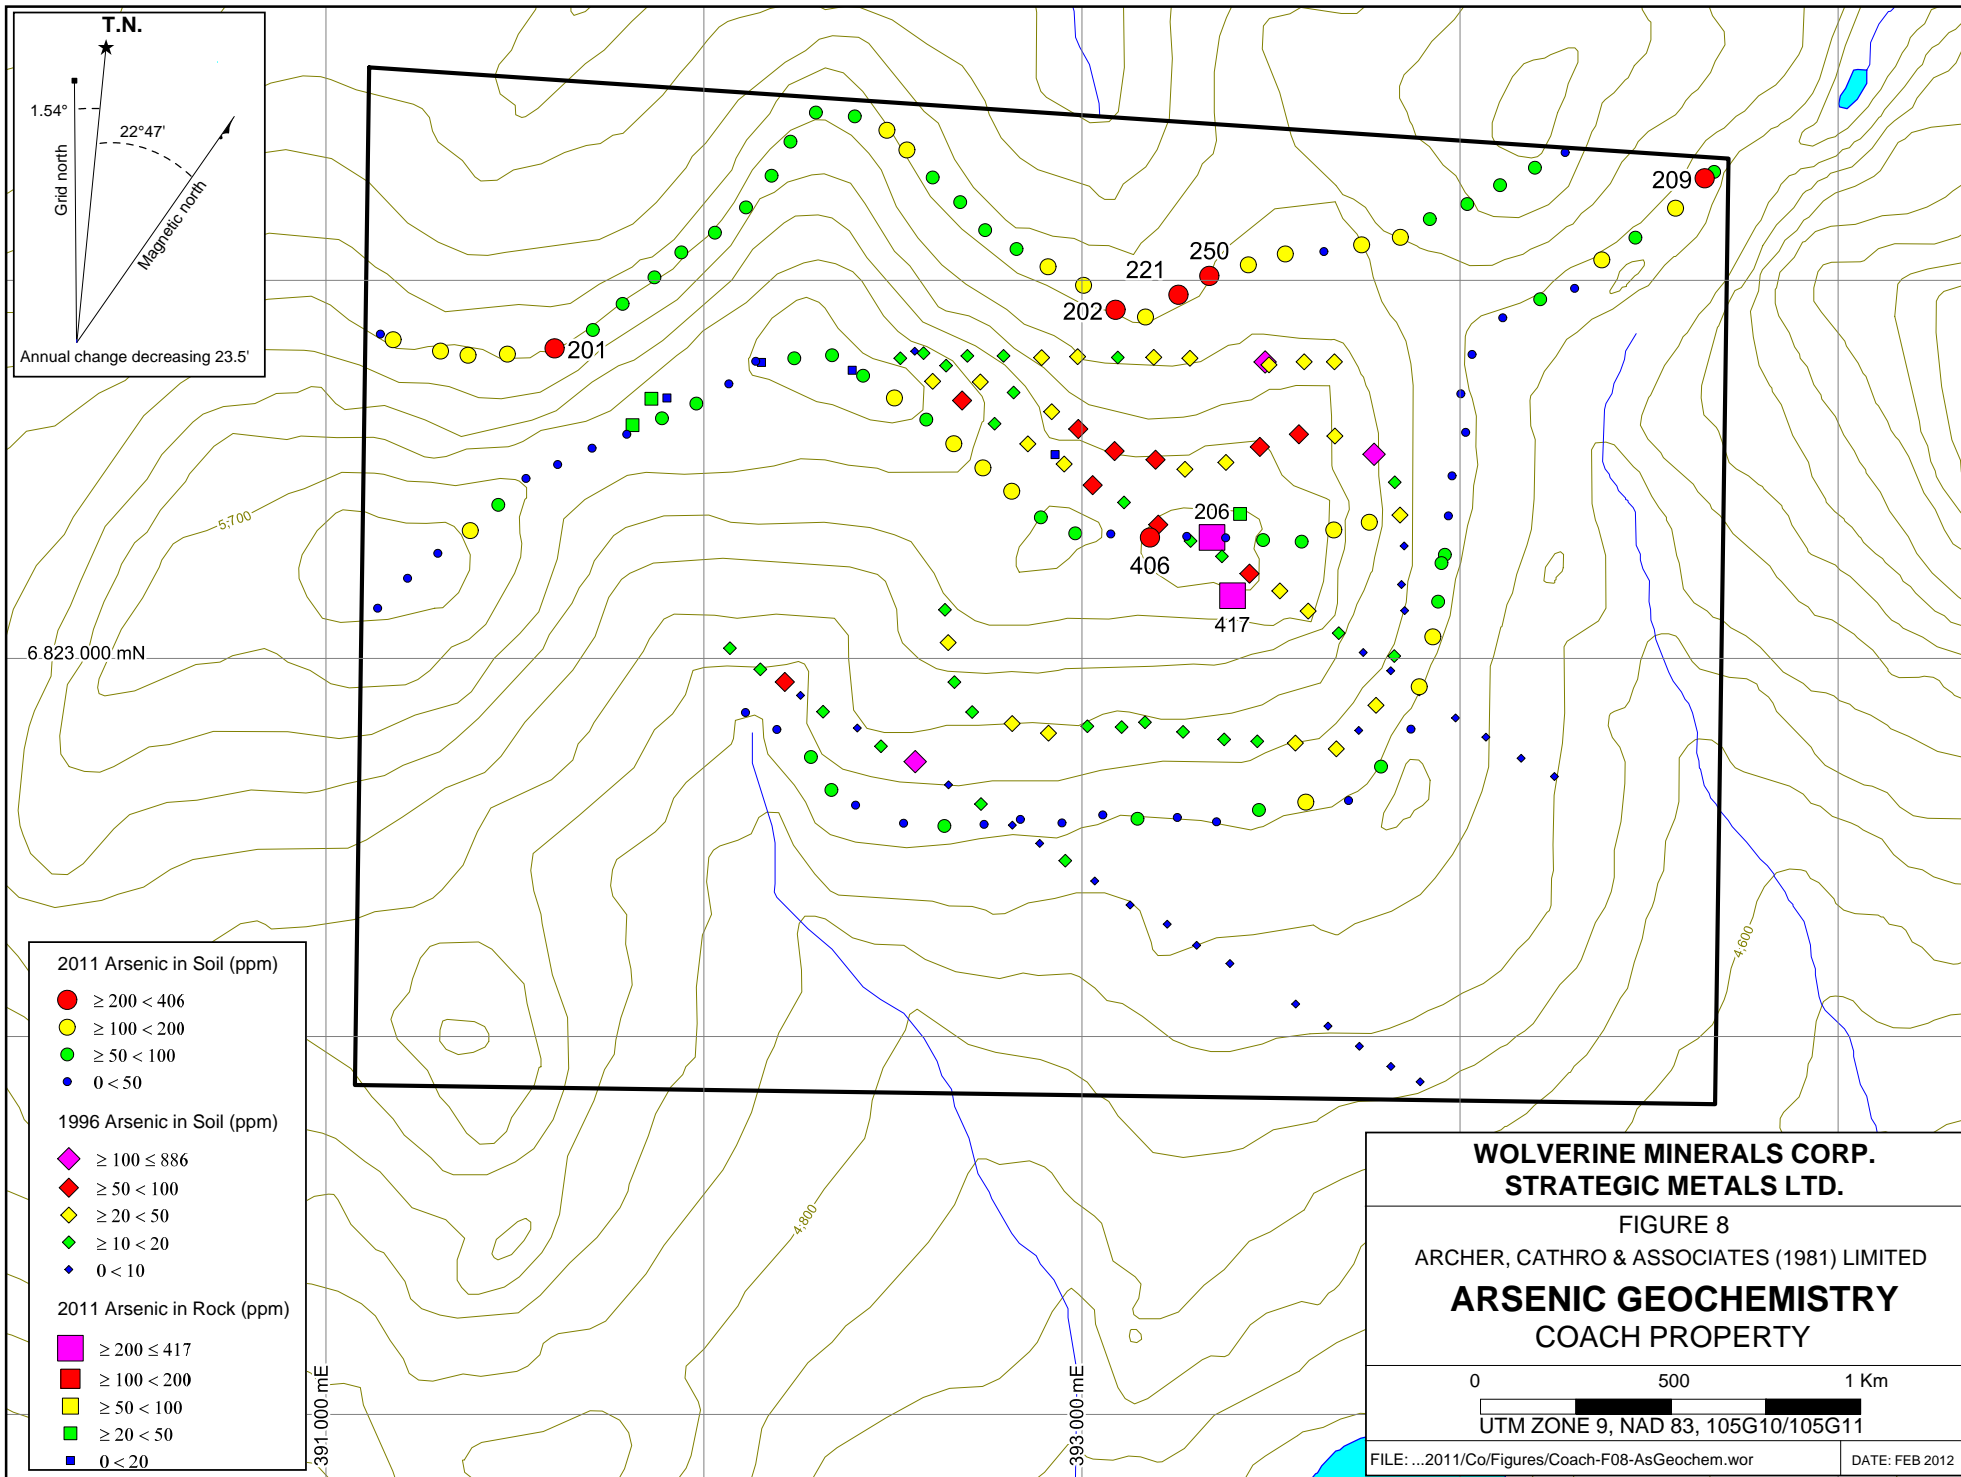 T.N.
1.54°
22°47'
Grid north
Magnetic north
Annual change decreasing 23.5'
209
250
221
202
201
5,700
206
406
417
6 823 000 mN
4,600
4,800
391 000 mE
393 000 mE
2011 Arsenic in Soil (ppm)
≥ 200 < 406
≥ 100 < 200
≥ 50 < 100
0 < 50
1996 Arsenic in Soil (ppm)
≥ 100 ≤ 886
≥ 50 < 100
≥ 20 < 50
≥ 10 < 20
0 < 10
2011 Arsenic in Rock (ppm)
≥ 200 ≤ 417
≥ 100 < 200
≥ 50 < 100
≥ 20 < 50
0 < 20
WOLVERINE MINERALS CORP.
STRATEGIC METALS LTD.
FIGURE 8
ARCHER, CATHRO & ASSOCIATES (1981) LIMITED
ARSENIC GEOCHEMISTRY
COACH PROPERTY
0 500 1 Km
UTM ZONE 9, NAD 83, 105G10/105G11
FILE: ...2011/Co/Figures/Coach-F08-AsGeochem.wor
DATE: FEB 2012